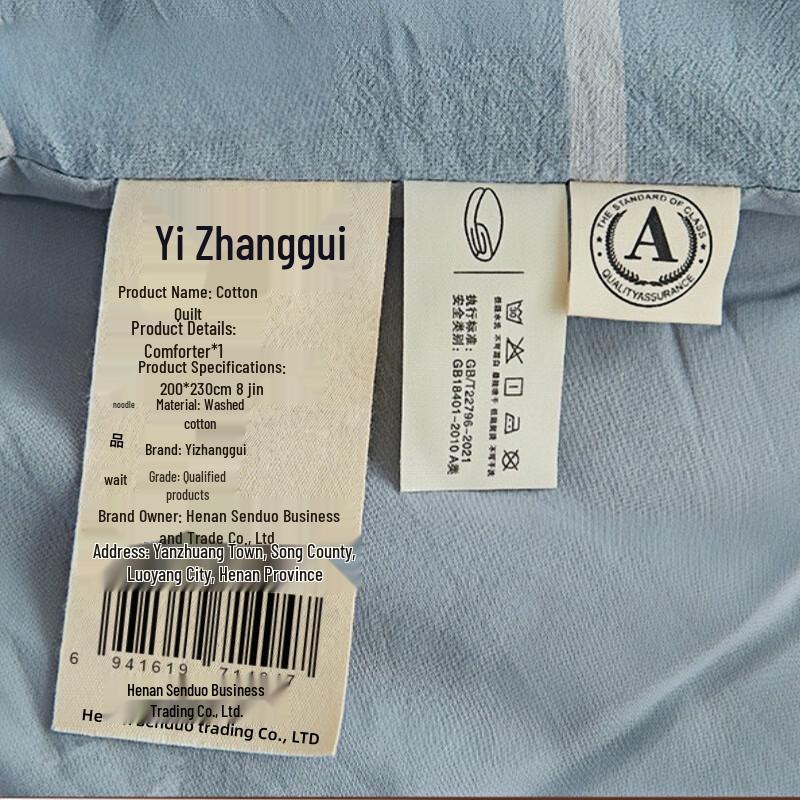 Yi Zhanggui
Product Name: Cotton
Quilt
Product Details:
Comforter*1
Product Specifications:
200*230cm 8 jin
noodle
Material: Washed
cotton
品
Brand: Yizhanggui
wait
Grade: Qualified
products
Brand Owner: Henan Senduo Business
and Trade Co., Ltd
Address: Yanzhuang Town, Song County,
Luoyang City, Henan Province
6 941619
Henan Senduo Business
Trading Co., Ltd.
Senduo trading Co., LTD
执行标准：GB/T22796-2021
安全类别：GB18401-2010 A类
THE STANDARD OF CLASS
A
QUALITYASSURANCE